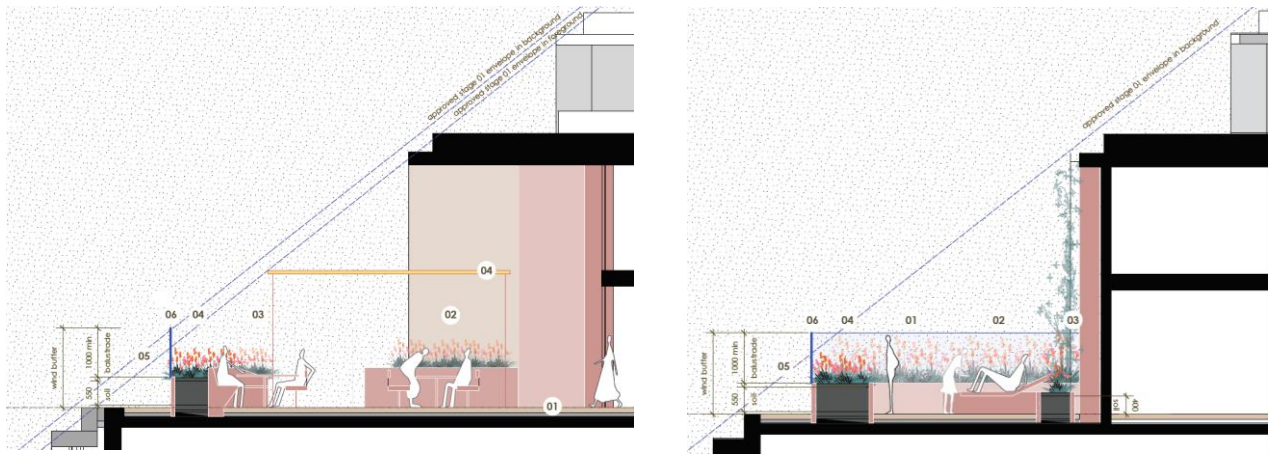 approved stage 01 envelope in background
approved stage 01 envelope in foreground
04
06 04 03
02
05
wind buffer
1000 min
balustrade
550
soil
01
approved stage 01 envelope in background
06 04 01 02 03
05
wind buffer
1000 min
balustrade
550
soil
400
soil